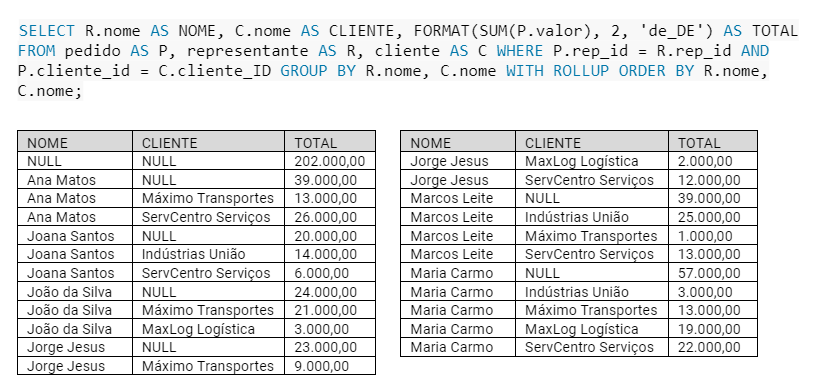 SELECT R.nome AS NOME, C.nome AS CLIENTE, FORMAT(SUM(P.valor), 2, 'de_DE') AS TOTAL
FROM pedido AS P, representante AS R, cliente AS C WHERE P.rep_id = R.rep_id AND
P.cliente_id = C.cliente_ID GROUP BY R.nome, C.nome WITH ROLLUP ORDER BY R.nome,
C.nome;
NOME CLIENTE TOTAL
NULL NULL 202.000,00
Ana Matos NULL 39.000,00
Ana Matos Máximo Transportes 13.000,00
Ana Matos ServCentro Serviços 26.000,00
Joana Santos NULL 20.000,00
Joana Santos Indústrias União 14.000,00
Joana Santos ServCentro Serviços 6.000,00
João da Silva NULL 24.000,00
João da Silva Máximo Transportes 21.000,00
João da Silva MaxLog Logística 3.000,00
Jorge Jesus NULL 23.000,00
Jorge Jesus Máximo Transportes 9.000,00
NOME CLIENTE TOTAL
Jorge Jesus MaxLog Logística 2.000,00
Jorge Jesus ServCentro Serviços 12.000,00
Marcos Leite NULL 39.000,00
Marcos Leite Indústrias União 25.000,00
Marcos Leite Máximo Transportes 1.000,00
Marcos Leite ServCentro Serviços 13.000,00
Maria Carmo NULL 57.000,00
Maria Carmo Indústrias União 3.000,00
Maria Carmo Máximo Transportes 13.000,00
Maria Carmo MaxLog Logística 19.000,00
Maria Carmo ServCentro Serviços 22.000,00